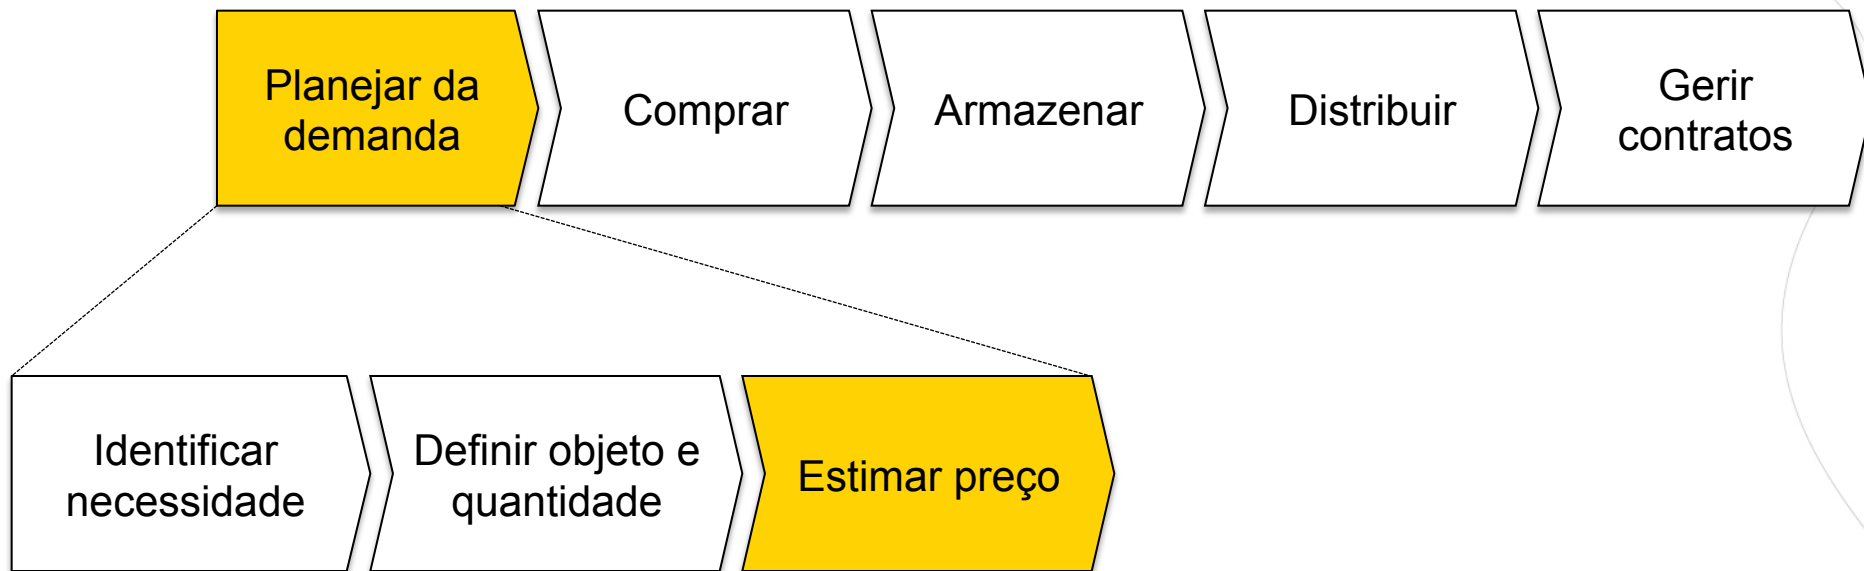 Planejar da
demanda
Comprar
Armazenar
Distribuir
Gerir
contratos
Identificar
necessidade
Definir objeto e
quantidade
Estimar preço